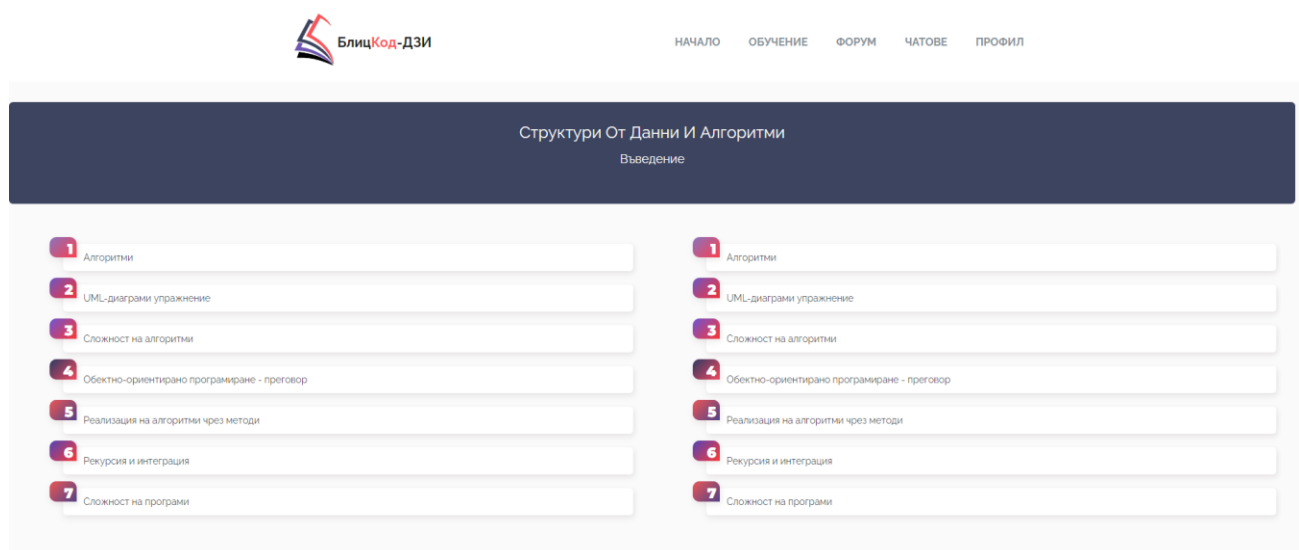 БлицКод-ДЗИ
НАЧАЛО ОБУЧЕНИЕ ФОРУМ ЧАТОВЕ ПРОФИЛ
Структури От Данни И Алгоритми
Въведение
1 Алгоритми
2 UML-диаграми упражнение
3 Сложност на алгоритми
4 Обектно-ориентирано програмиране - преговор
5 Реализация на алгоритми чрез методи
6 Рекурсия и интеграция
7 Сложност на програми
1 Алгоритми
2 UML-диаграми упражнение
3 Сложност на алгоритми
4 Обектно-ориентирано програмиране - преговор
5 Реализация на алгоритми чрез методи
6 Рекурсия и интеграция
7 Сложност на програми